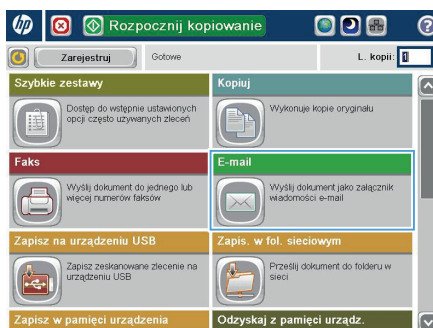 hp
Rozpocznij kopiowanie
?
Zarejestruj
Gotowe
L. kopii: 1
Szybkie zestawy
Kopiuj
Dostęp do wstępnie ustawionych
opcji często używanych zleceń
Wykonuje kopie oryginału
Faks
E-mail
Wyślij dokument do jednego lub
więcej numerów faksów
Wyślij dokument jako załącznik
wiadomości e-mail
Zapisz na urządzeniu USB
Zapis. w fol. sieciowym
Zapisz zeskanowane zlecenie na
urządzeniu USB
Prześlij dokument do folderu w
sieci
Zapisz w pamięci urządzenia
Odzyskaj z pamięci urządz.